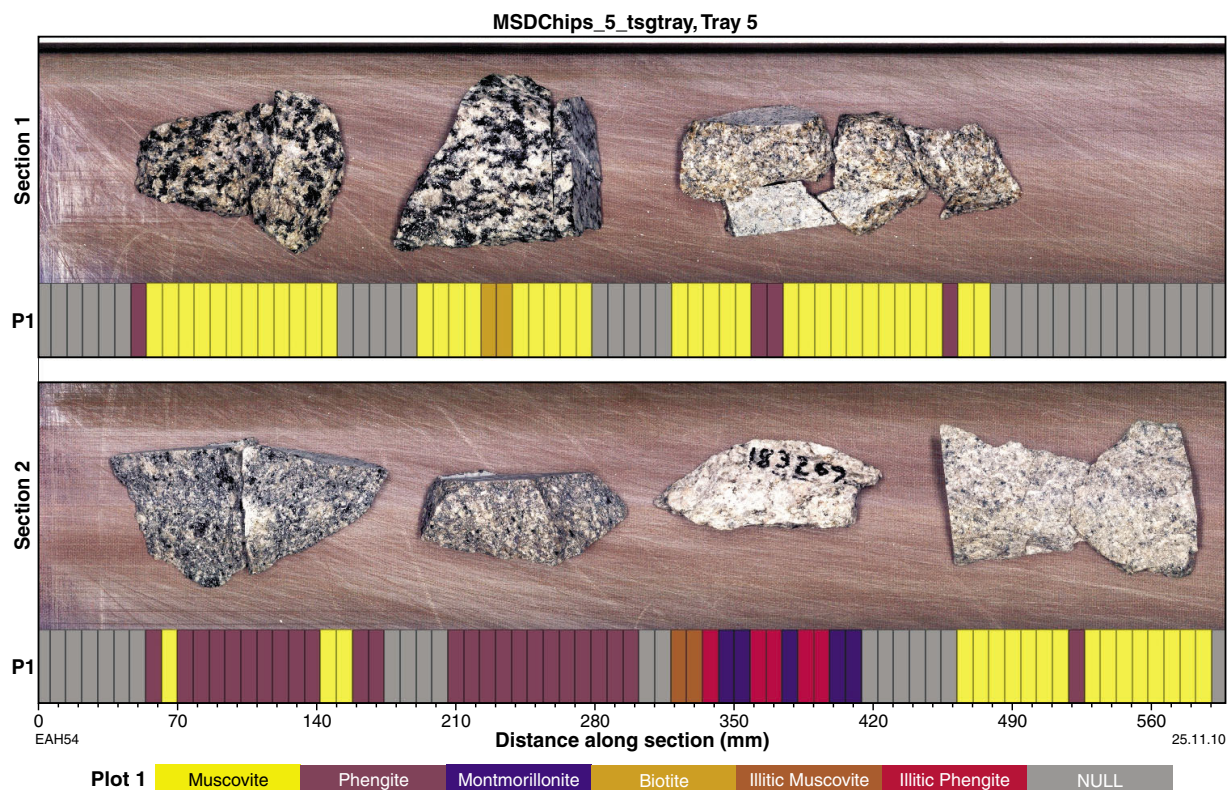 MSDChips_5_tsgtray, Tray 5
Section 1
P1
Section 2
183267
P1
0 70 140 210 280 350 420 490 560
EAH54 Distance along section (mm) 25.11.10
Plot 1 Muscovite Phengite Montmorillonite Biotite Illitic Muscovite Illitic Phengite NULL